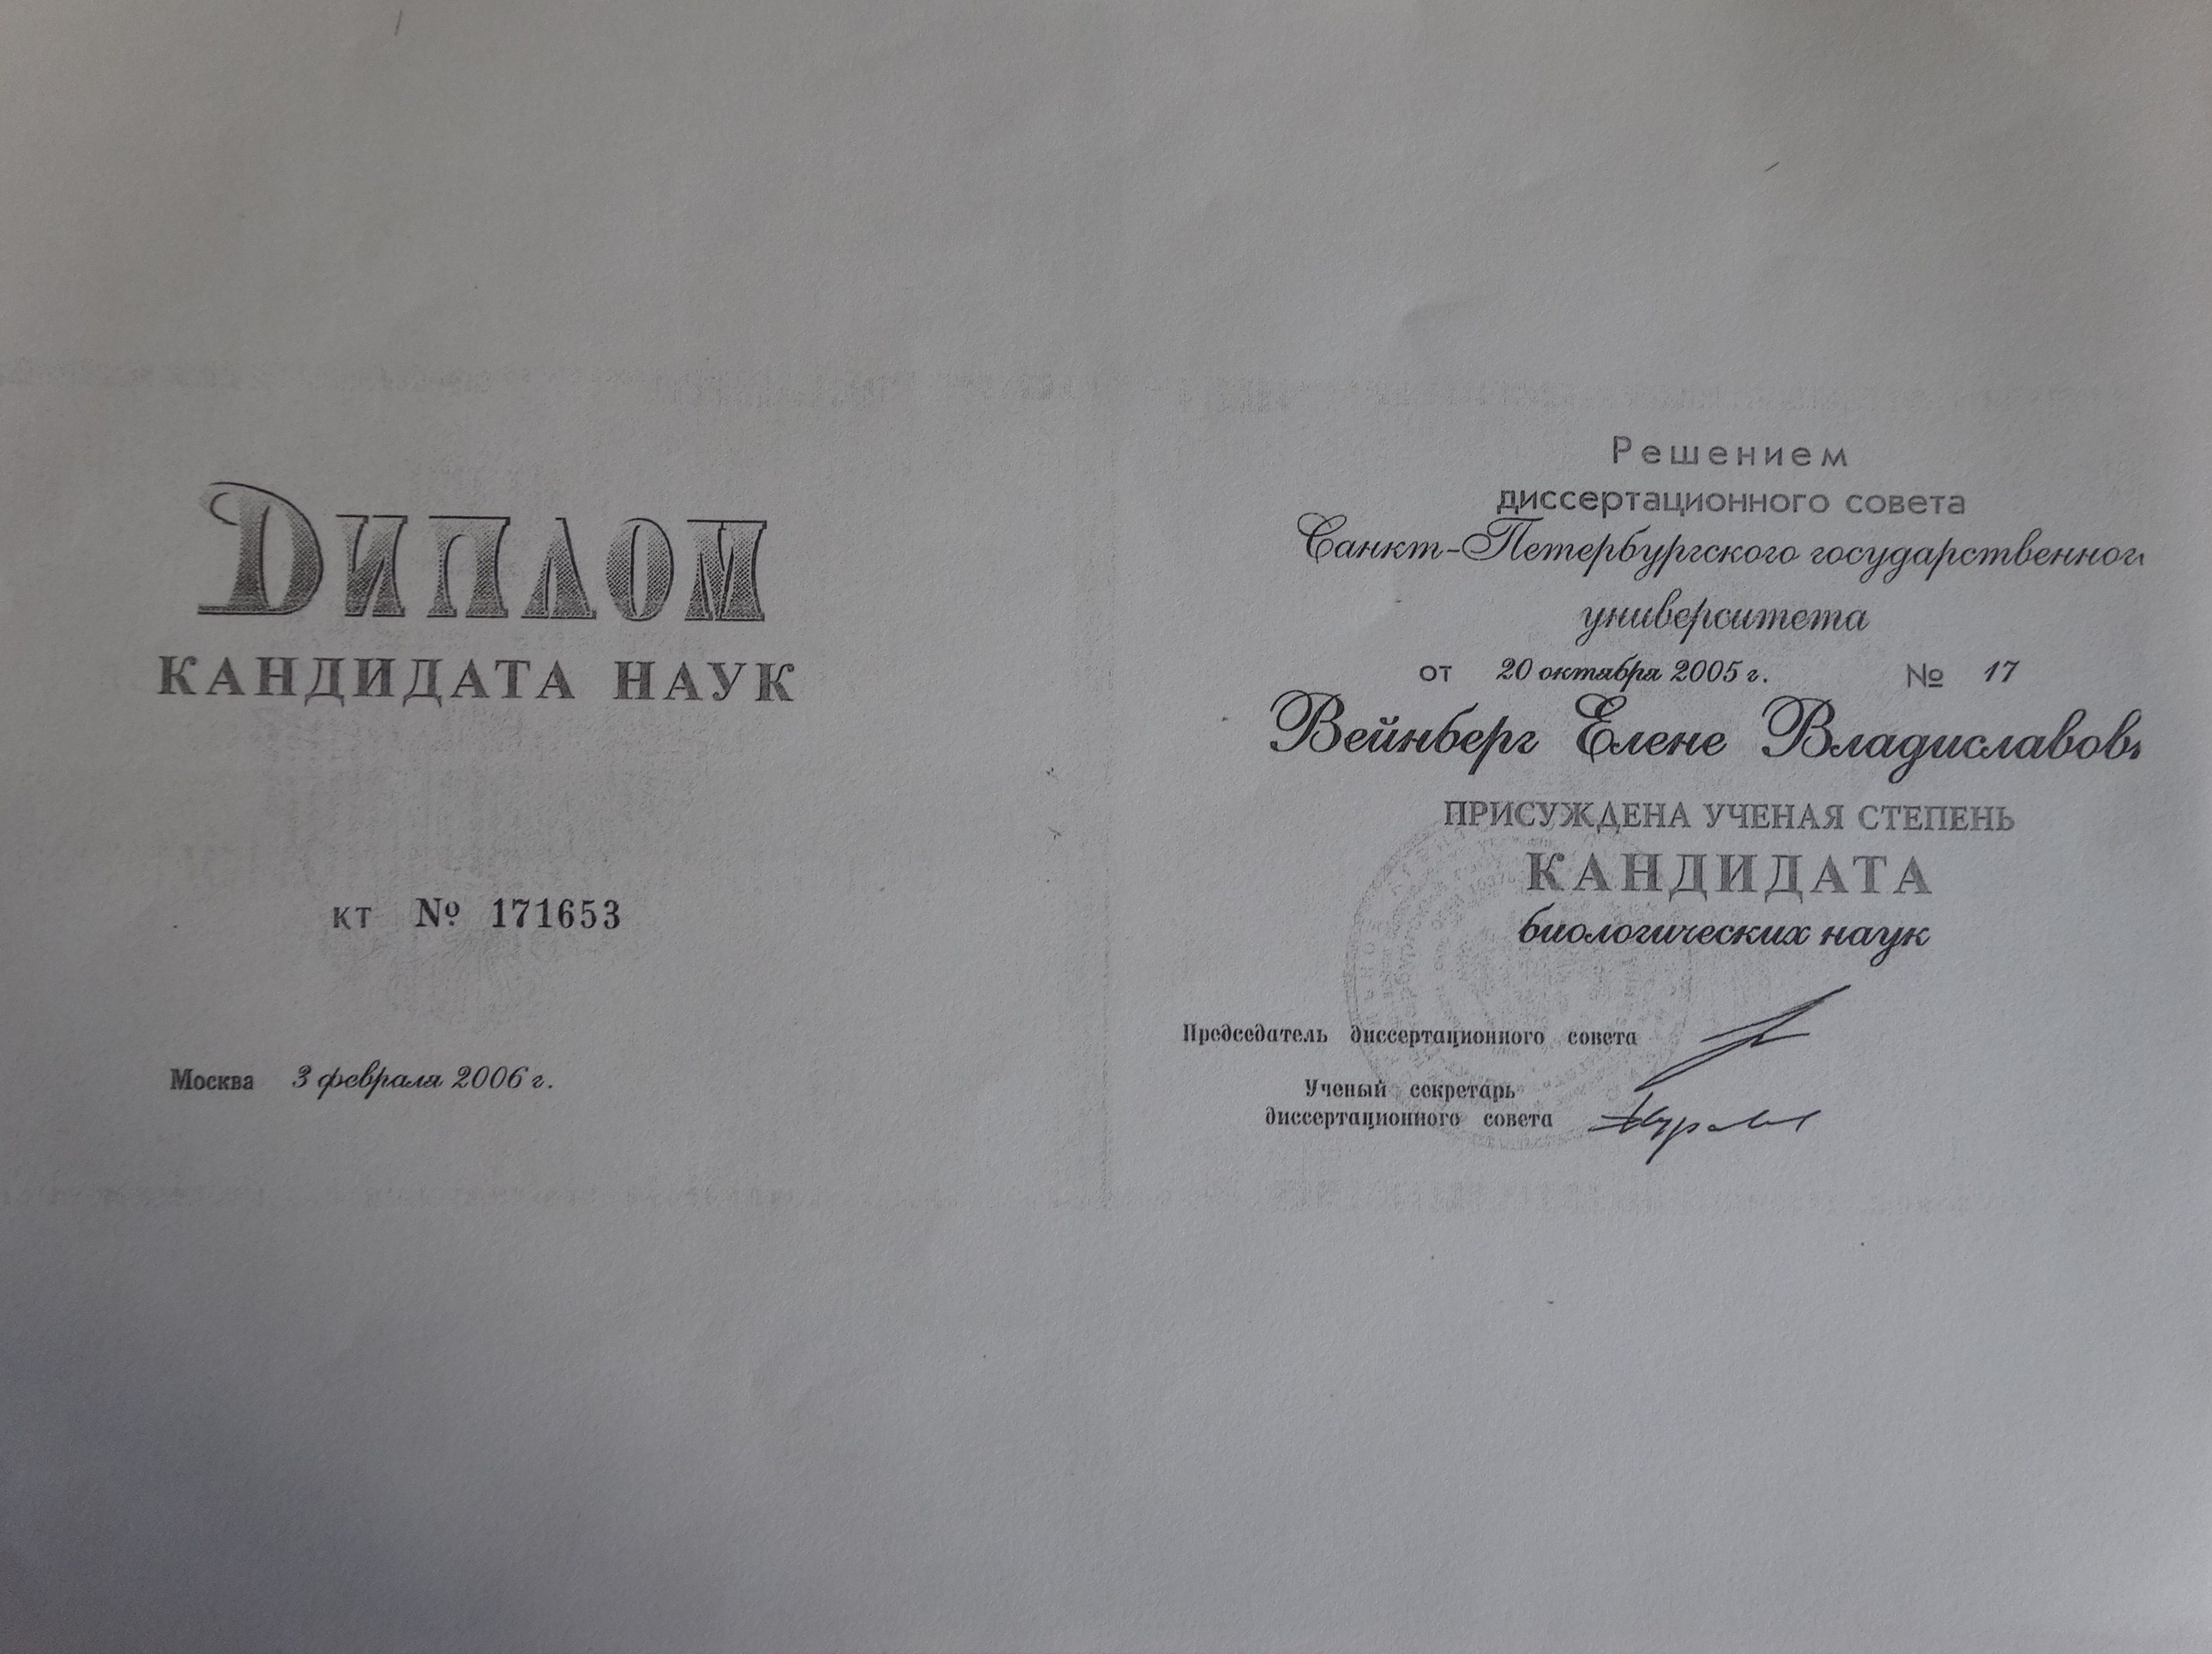 Диплом
КАНДИДАТА НАУК
КТ № 171653
Москва 3 февраля 2006 г.
Решением
диссертационного совета
Санкт-Петербургского государственног
университета
от 20 октября 2005 г. № 17
Вейнберг Елене Владиславов
ПРИСУЖДЕНА УЧЕНАЯ СТЕПЕНЬ
КАНДИДАТА
биологических наук
Председатель диссертационного совета
Ученый секретарь
диссертационного совета